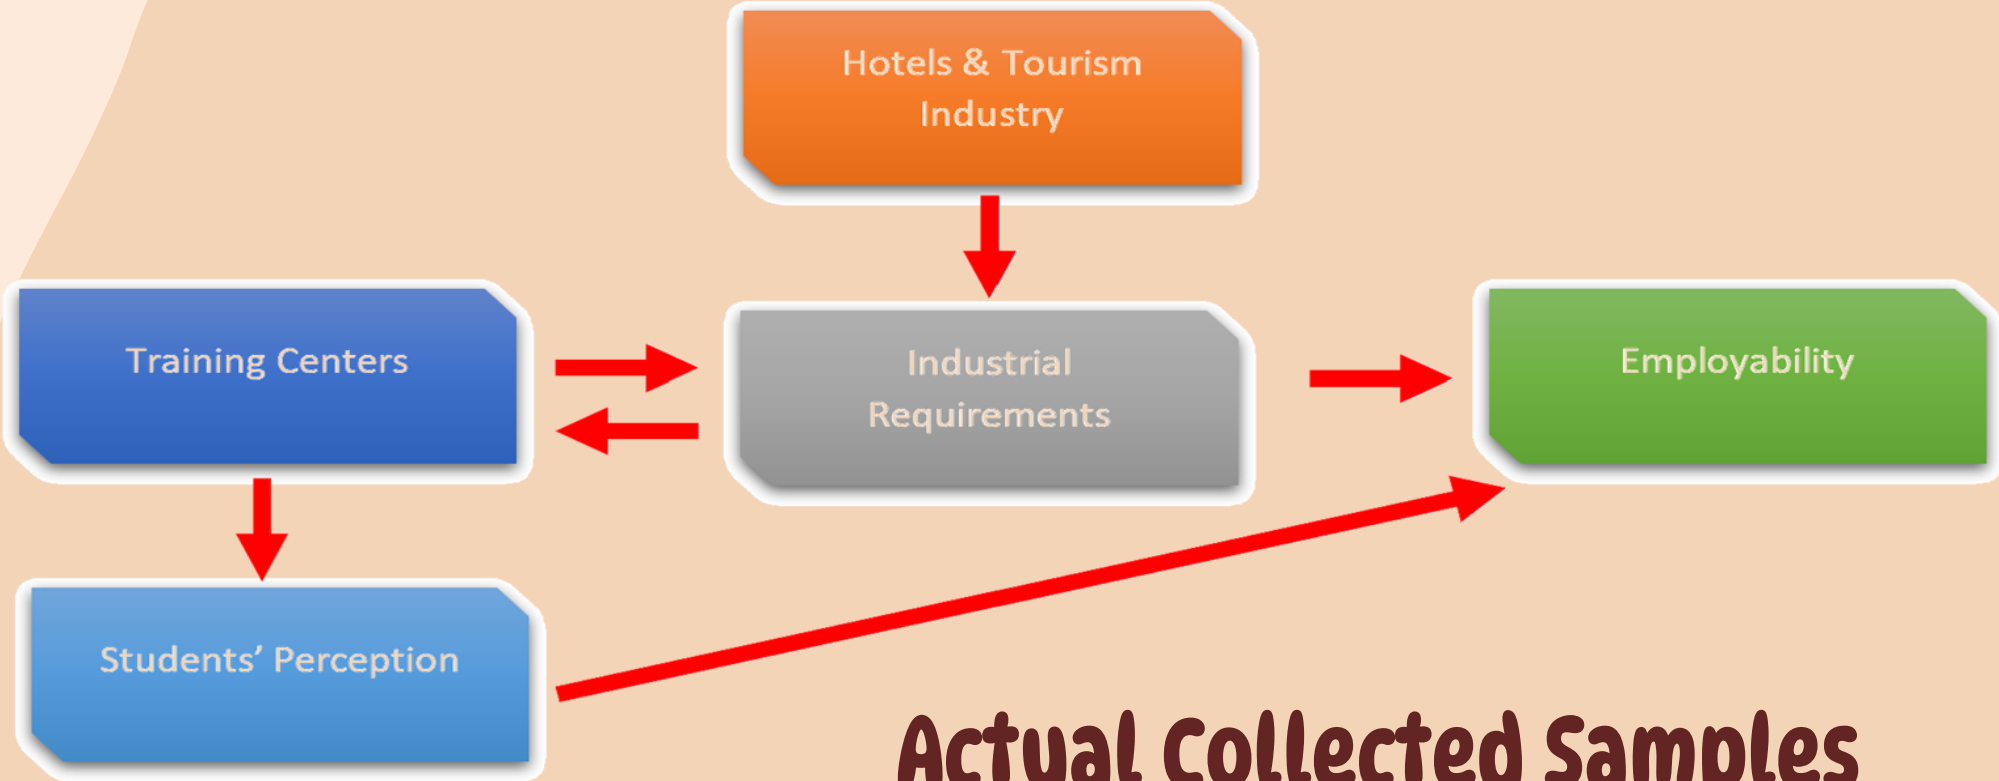 Hotels & Tourism
Industry
Training Centers
Industrial
Requirements
Employability
Students’ Perception
Actual Collected Samples